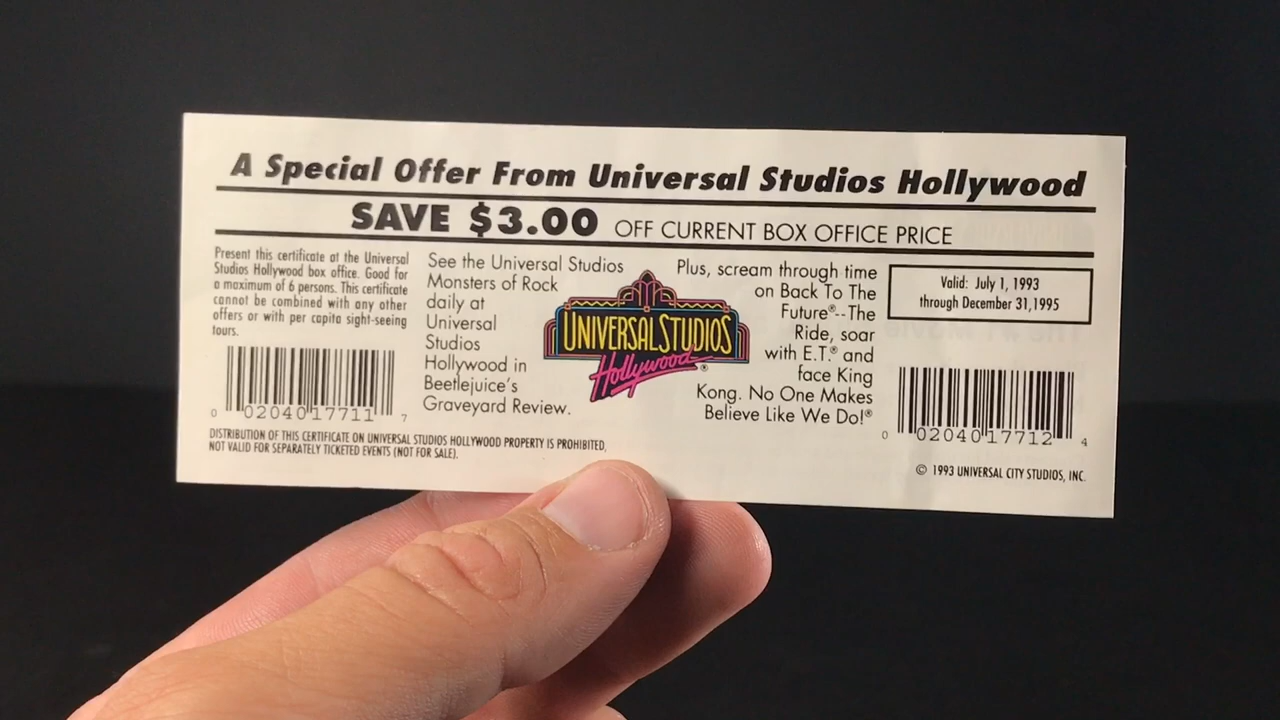 A Special Offer From Universal Studios Hollywood
SAVE $3.00 OFF CURRENT BOX OFFICE PRICE
Present this certificate at the Universal
Studios Hollywood box office. Good for
a maximum of 6 persons. This certificate
cannot be combined with any other
offers or with per capita sight-seeing
tours.
0 02040 17711 7
See the Universal Studios
Monsters of Rock
daily at
Universal
Studios
Hollywood in
Beetlejuice's
Graveyard Review.
UNIVERSAL STUDIOS
Hollywood®
Plus, scream through time
on Back To The
Future®--The
Ride, soar
with E.T.® and
face King
Kong. No One Makes
Believe Like We Do!®
Valid: July 1, 1993
through December 31,1995
0 02040 17712 4
DISTRIBUTION OF THIS CERTIFICATE ON UNIVERSAL STUDIOS HOLLYWOOD PROPERTY IS PROHIBITED,
NOT VALID FOR SEPARATELY TICKETED EVENTS (NOT FOR SALE).
© 1993 UNIVERSAL CITY STUDIOS, INC.